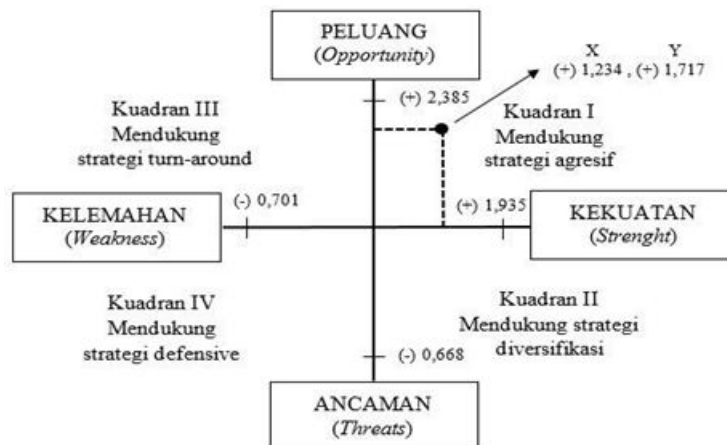 PELUANG
(Opportunity)
X Y
(+) 1,234 , (+) 1,717
(+) 2,385
Kuadran III
Mendukung
strategi turn-around
Kuadran I
Mendukung
strategi agresif
(-) 0,701
(+) 1,935
KELEMAHAN
(Weakness)
KEKUATAN
(Strenght)
Kuadran IV
Mendukung
strategi defensive
Kuadran II
Mendukung strategi
diversifikasi
(-) 0,668
ANCAMAN
(Threats)